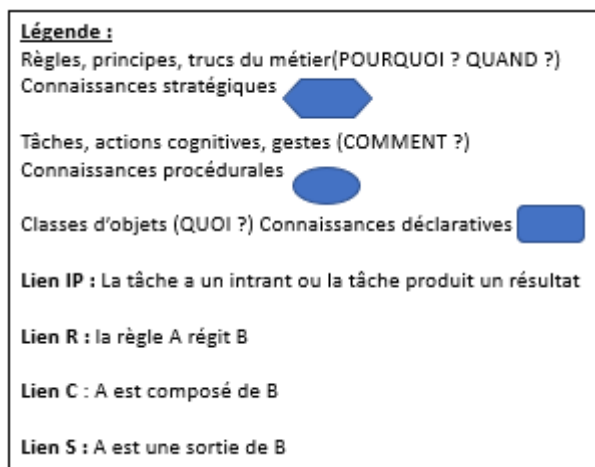 Légende :
Règles, principes, trucs du métier(POURQUOI ? QUAND ?)
Connaissances stratégiques
Tâches, actions cognitives, gestes (COMMENT ?)
Connaissances procédurales
Classes d'objets (QUOI ?) Connaissances déclaratives
Lien IP : La tâche a un intrant ou la tâche produit un résultat
Lien R : la règle A régit B
Lien C : A est composé de B
Lien S : A est une sortie de B